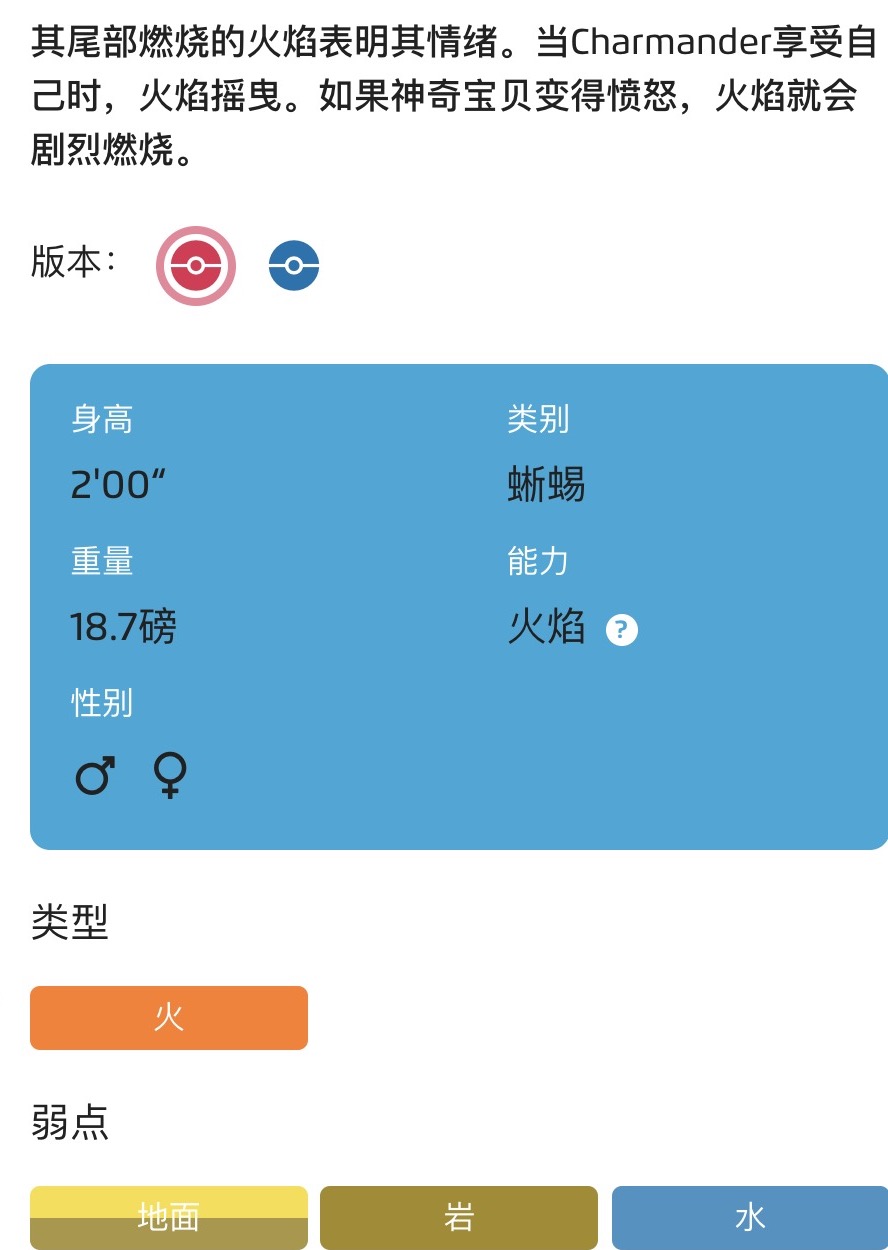 其尾部燃烧的火焰表明其情绪。当Charmander享受自
己时，火焰摇曳。如果神奇宝贝变得愤怒，火焰就会
剧烈燃烧。
版本：
身高
类别
2'00“
蜥蜴
重量
能力
18.7磅
火焰 ?
性别
♂ ♀
类型
火
弱点
地面 岩 水